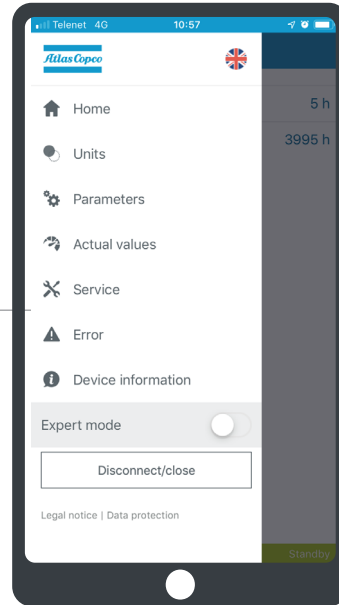 Telenet 4G 10:57
Atlas Copco
Home
5 h
Units
3995 h
Parameters
Actual values
Service
Error
Device information
Expert mode
Disconnect/close
Legal notice | Data protection
Standby